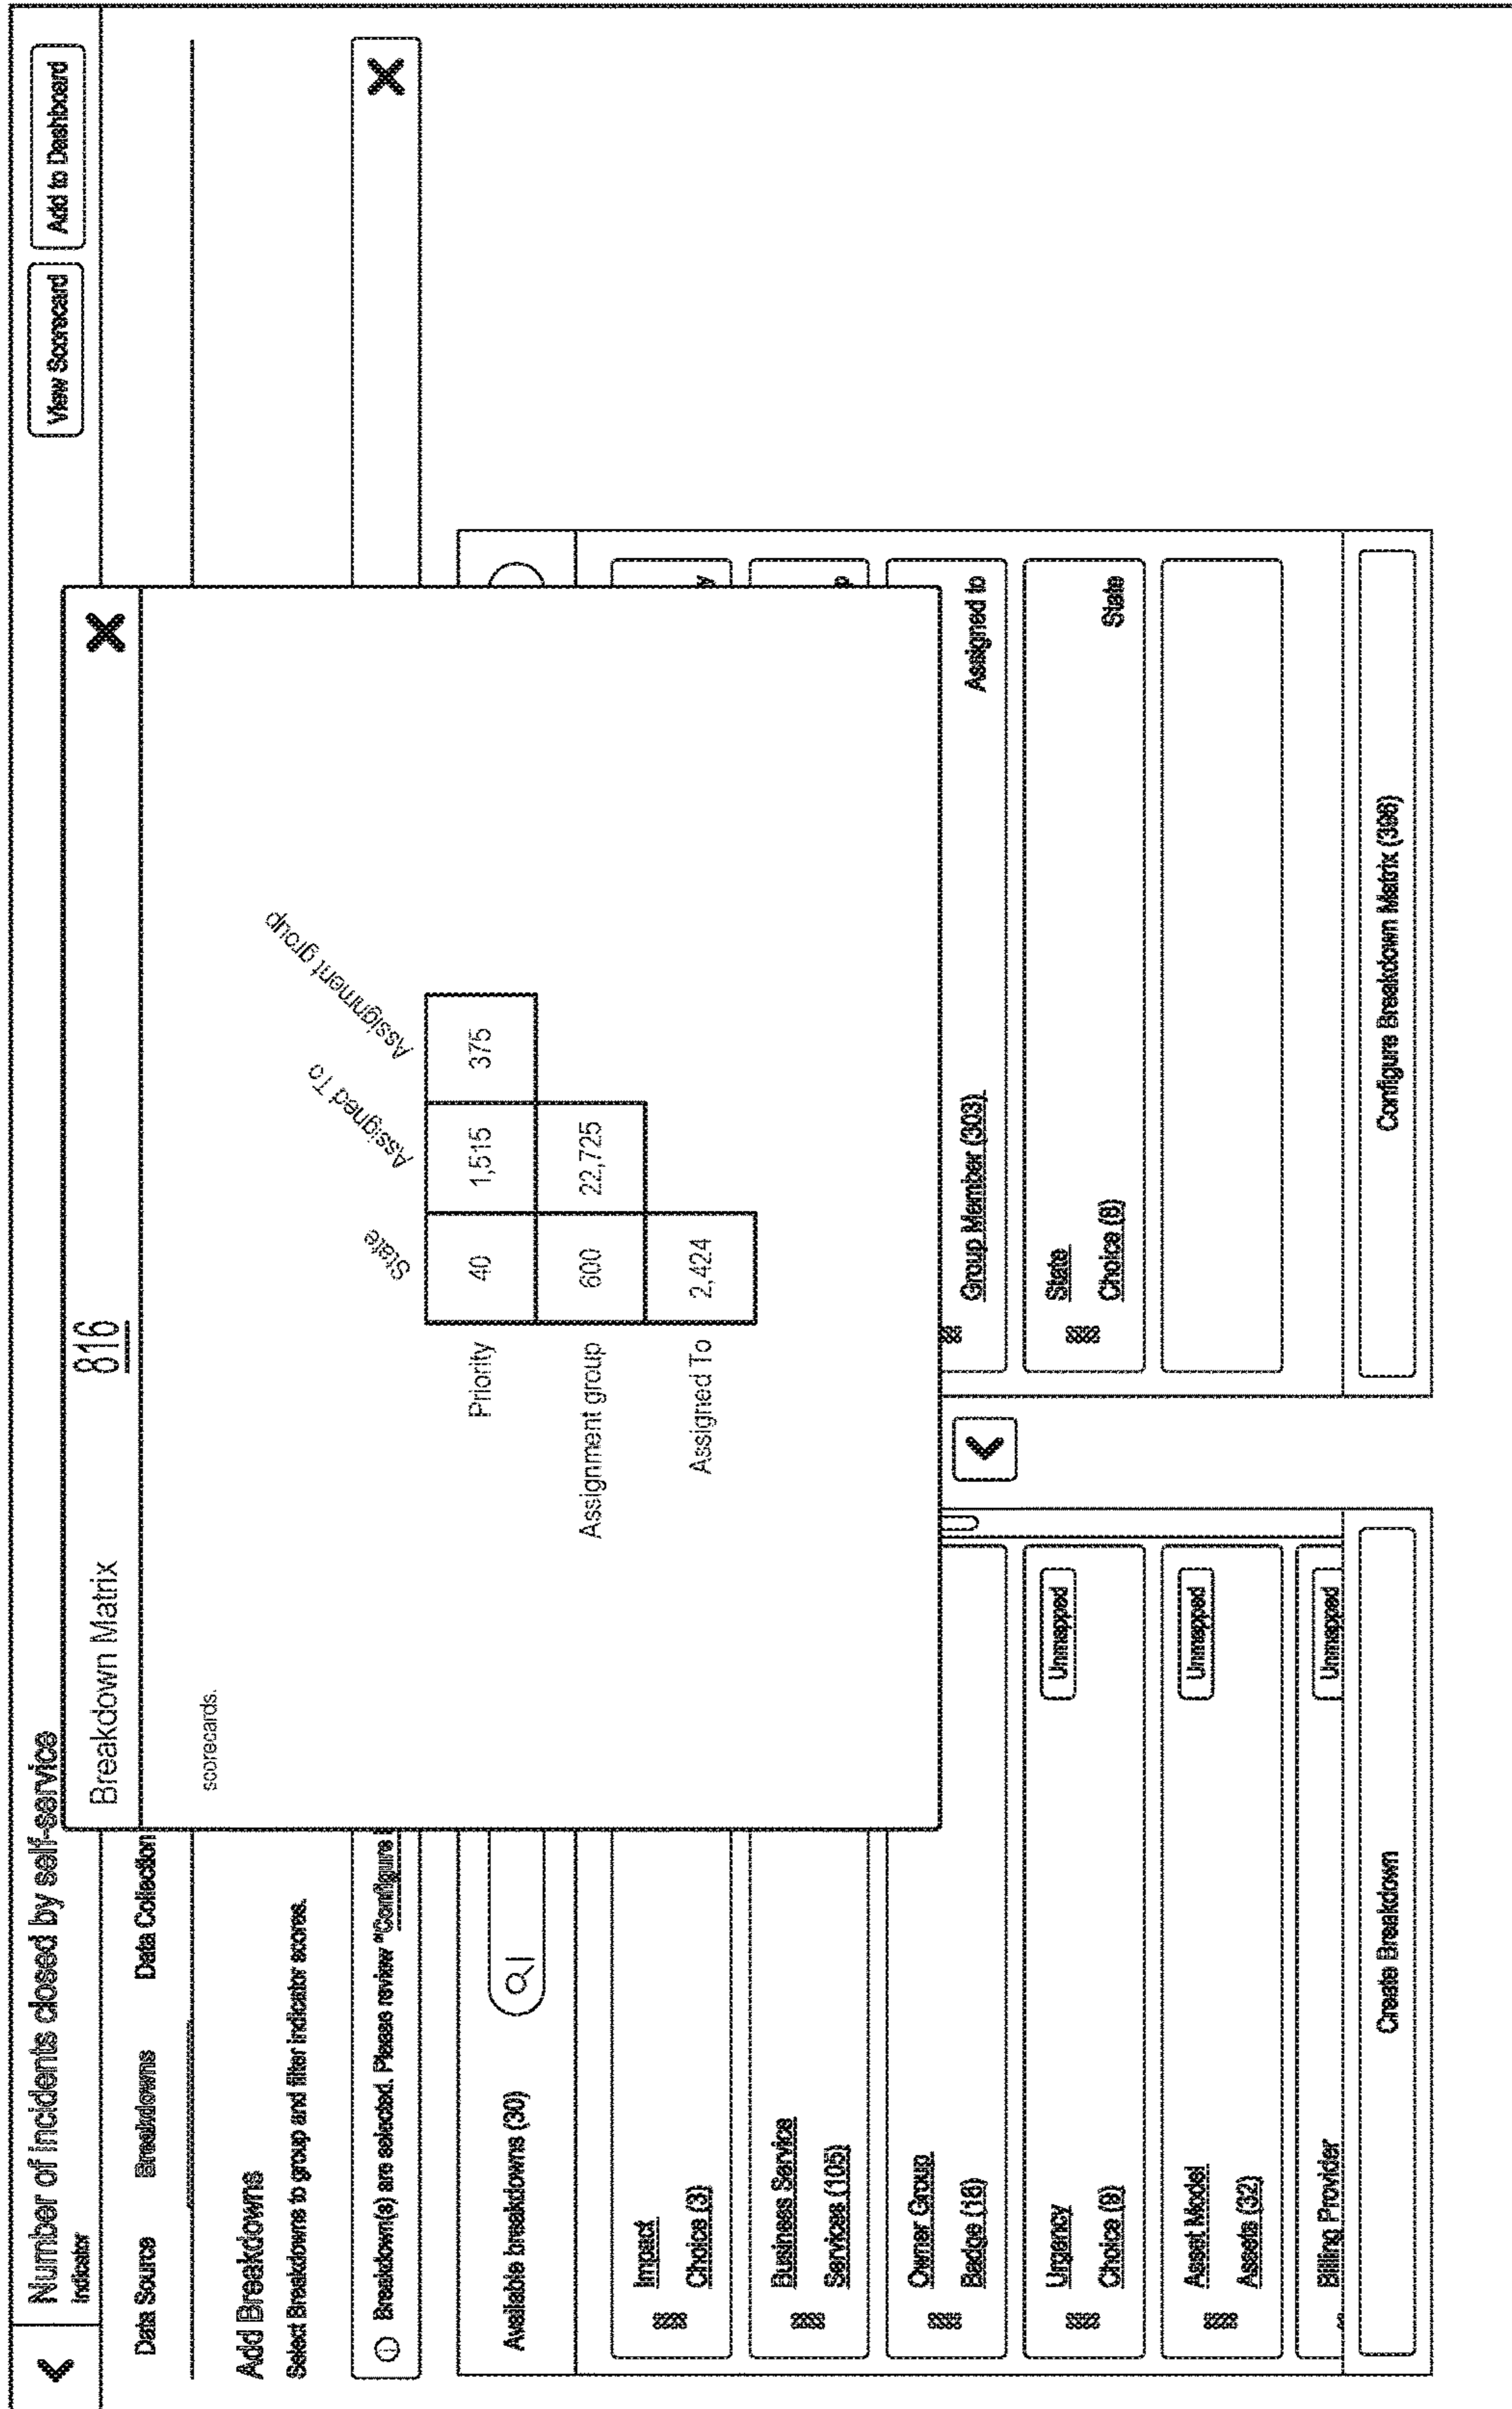 Number of incidents closed by self-service
Indicator
View Scorecard
Add to Dashboard
Data Source
Breakdowns
Data Collection
Breakdown Matrix
816
scorecards.
Add Breakdowns
Select Breakdowns to group and filter indicator scores.
Breakdown(s) are selected. Please review "Configure
State
Assigned To
Assignment group
Priority
40
1,515
375
Assignment group
600
22,725
Assigned To
2,424
Available breakdowns (30)
Impact
Choice (3)
Business Service
Services (105)
Owner Group
Badge (18)
Urgency
Choice (9)
Unmapped
Asset Model
Assets (32)
Unmapped
Billing Provider
Unmapped
Create Breakdown
y
p
Group Member (303)
Assigned to
State
Choice (8)
State
Configure Breakdown Matrix (396)